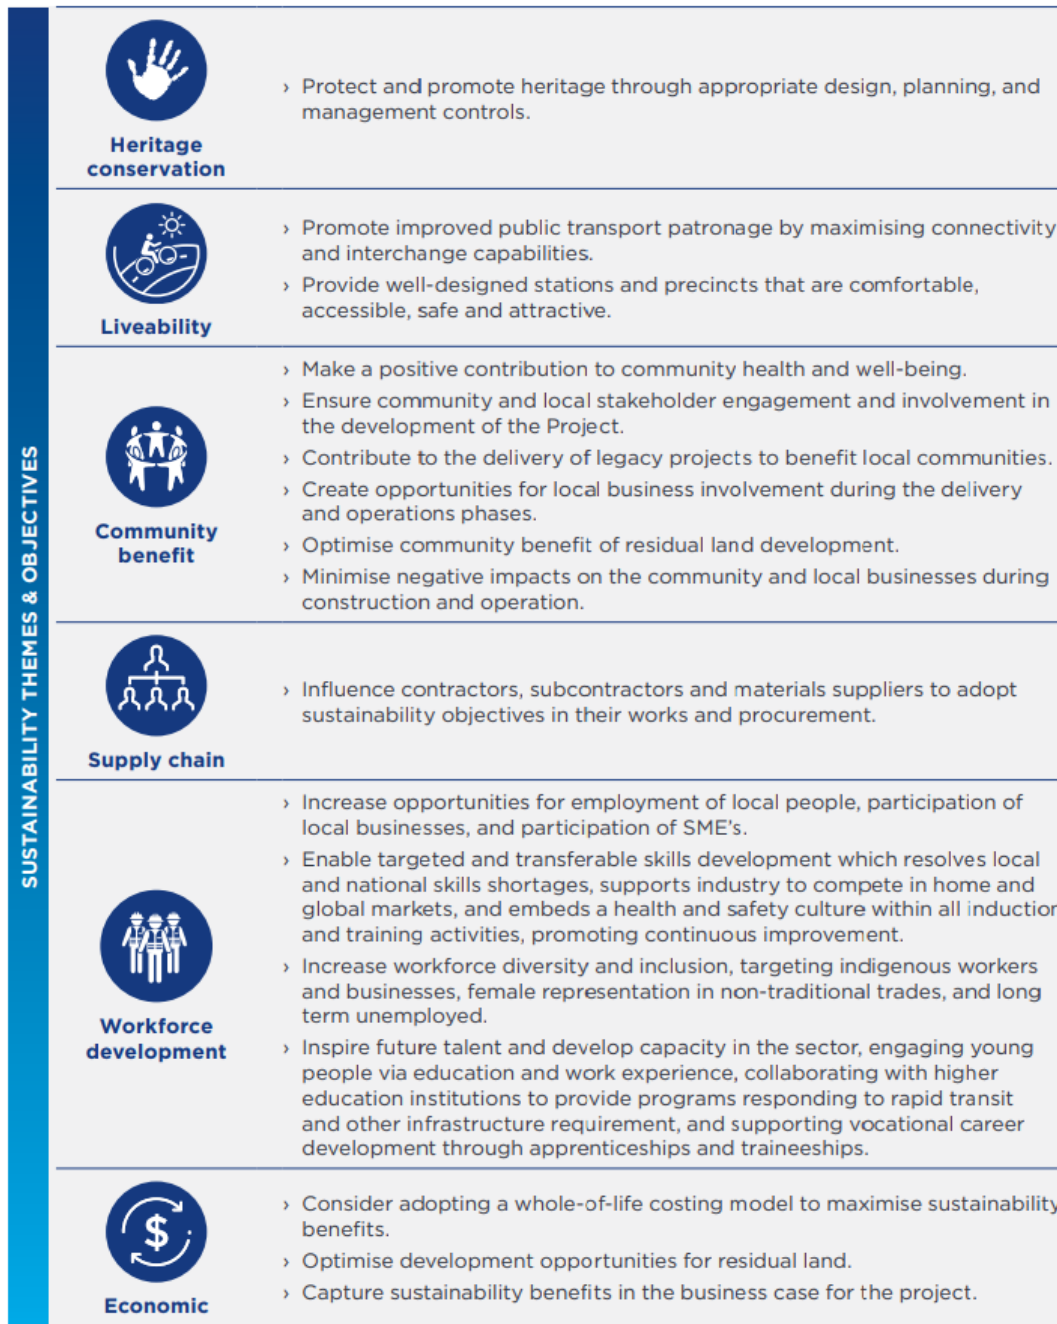 SUSTAINABILITY THEMES & OBJECTIVES
Heritage
conservation
› Protect and promote heritage through appropriate design, planning, and
management controls.
Liveability
› Promote improved public transport patronage by maximising connectivity
and interchange capabilities.
› Provide well-designed stations and precincts that are comfortable,
accessible, safe and attractive.
Community
benefit
› Make a positive contribution to community health and well-being.
› Ensure community and local stakeholder engagement and involvement in
the development of the Project.
› Contribute to the delivery of legacy projects to benefit local communities.
› Create opportunities for local business involvement during the delivery
and operations phases.
› Optimise community benefit of residual land development.
› Minimise negative impacts on the community and local businesses during
construction and operation.
Supply chain
› Influence contractors, subcontractors and materials suppliers to adopt
sustainability objectives in their works and procurement.
Workforce
development
› Increase opportunities for employment of local people, participation of
local businesses, and participation of SME's.
› Enable targeted and transferable skills development which resolves local
and national skills shortages, supports industry to compete in home and
global markets, and embeds a health and safety culture within all induction
and training activities, promoting continuous improvement.
› Increase workforce diversity and inclusion, targeting indigenous workers
and businesses, female representation in non-traditional trades, and long
term unemployed.
› Inspire future talent and develop capacity in the sector, engaging young
people via education and work experience, collaborating with higher
education institutions to provide programs responding to rapid transit
and other infrastructure requirement, and supporting vocational career
development through apprenticeships and traineeships.
$
Economic
› Consider adopting a whole-of-life costing model to maximise sustainability
benefits.
› Optimise development opportunities for residual land.
› Capture sustainability benefits in the business case for the project.